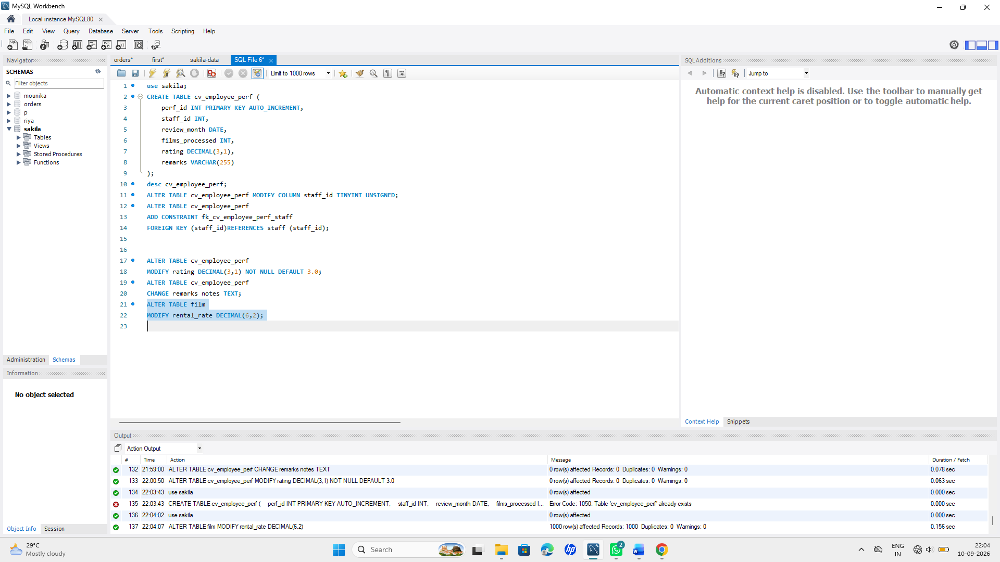 MySQL Workbench
Local instance MySQL80
File Edit View Query Database Server Tools Scripting Help
Navigator
SCHEMAS
Filter objects
mounika
orders
p
riya
sakila
Tables
Views
Stored Procedures
Functions
Administration Schemas
Information
No object selected
Object Info Session
orders* first* sakila-data SQL File 6*
Limit to 1000 rows
1 use sakila;
2 CREATE TABLE cv_employee_perf (
3 perf_id INT PRIMARY KEY AUTO_INCREMENT,
4 staff_id INT,
5 review_month DATE,
6 films_processed INT,
7 rating DECIMAL(3,1),
8 remarks VARCHAR(255)
9 );
10 desc cv_employee_perf;
11 ALTER TABLE cv_employee_perf MODIFY COLUMN staff_id TINYINT UNSIGNED;
12 ALTER TABLE cv_employee_perf
13 ADD CONSTRAINT fk_cv_employee_perf_staff
14 FOREIGN KEY (staff_id)REFERENCES staff (staff_id);
15
16
17 ALTER TABLE cv_employee_perf
18 MODIFY rating DECIMAL(3,1) NOT NULL DEFAULT 3.0;
19 ALTER TABLE cv_employee_perf
20 CHANGE remarks notes TEXT;
21 ALTER TABLE film
22 MODIFY rental_rate DECIMAL(6,2);
23
SQLAdditions
Jump to
Automatic context help is disabled. Use the toolbar to manually get
help for the current caret position or to toggle automatic help.
Context Help Snippets
Output
Action Output
# Time Action Message Duration / Fetch
132 21:59:00 ALTER TABLE cv_employee_perf CHANGE remarks notes TEXT 0 row(s) affected Records: 0 Duplicates: 0 Warnings: 0 0.078 sec
133 22:00:50 ALTER TABLE cv_employee_perf MODIFY rating DECIMAL(3,1) NOT NULL DEFAULT 3.0 0 row(s) affected Records: 0 Duplicates: 0 Warnings: 0 0.063 sec
134 22:03:43 use sakila 0 row(s) affected 0.000 sec
135 22:03:43 CREATE TABLE cv_employee_perf ( perf_id INT PRIMARY KEY AUTO_INCREMENT, staff_id INT, review_month DATE, films_processed I... Error Code: 1050. Table 'cv_employee_perf' already exists 0.000 sec
136 22:04:02 use sakila 0 row(s) affected 0.000 sec
137 22:04:07 ALTER TABLE film MODIFY rental_rate DECIMAL(6,2) 1000 row(s) affected Records: 1000 Duplicates: 0 Warnings: 0 0.156 sec
29°C
Mostly cloudy
Search
2
ENG
IN
22:04
10-09-2026